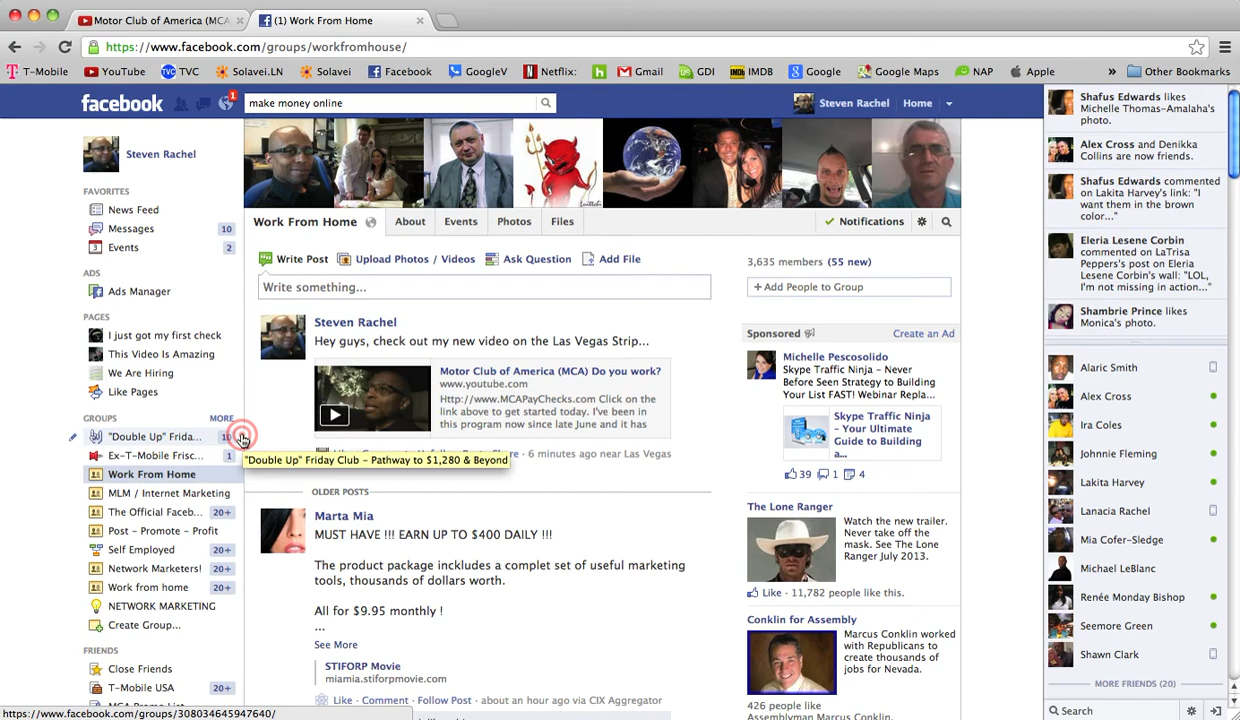 Motor Club of America (MCA)
(1) Work From Home
https://www.facebook.com/groups/workfromhouse/
T-Mobile
YouTube
TVC
Solavei.LN
Solavei
Facebook
GoogleV
Netflix:
h
Gmail
GDI
IMDB
Google
Google Maps
NAP
Apple
»
Other Bookmarks
facebook
1
make money online
Steven Rachel
Home
Steven Rachel
FAVORITES
News Feed
Messages 10
Events 2
ADS
Ads Manager
PAGES
I just got my first check
This Video Is Amazing
We Are Hiring
Like Pages
GROUPS MORE
"Double Up" Frida... 10
Ex-T-Mobile Frisc... 1
Work From Home
MLM / Internet Marketing
The Official Faceb... 20+
Post - Promote - Profit
Self Employed 20+
Network Marketers! 20+
Work from home 20+
NETWORK MARKETING
Create Group...
FRIENDS
Close Friends
T-Mobile USA 20+
https://www.facebook.com/groups/308034645947640/
Work From Home
About
Events
Photos
Files
Notifications
Write Post
Upload Photos / Videos
Ask Question
Add File
Write something...
Steven Rachel
Hey guys, check out my new video on the Las Vegas Strip...
Motor Club of America (MCA) Do you work?
www.youtube.com
Http://www.MCAPayChecks.com Click on the
link above to get started today. I've been in
this program now since late June and it has
6 minutes ago near Las Vegas
"Double Up" Friday Club - Pathway to $1,280 & Beyond
OLDER POSTS
Marta Mia
MUST HAVE !!! EARN UP TO $400 DAILY !!!
The product package incldudes a complet set of useful marketing
tools, thousands of dollars worth.
All for $9.95 monthly !
...
See More
STIFORP Movie
miamia.stiforpmovie.com
Like · Comment · Follow Post · about an hour ago via CIX Aggregator
3,635 members (55 new)
+ Add People to Group
Sponsored
Create an Ad
Michelle Pescosolido
Skype Traffic Ninja - Never
Before Seen Strategy to Building
Your List FAST! Webinar Repla..
Skype Traffic Ninja
- Your Ultimate
Guide to Building
a...
39 1 4
The Lone Ranger
Watch the new trailer.
Never take off the
mask. See The Lone
Ranger July 2013.
Like · 11,782 people like this.
Conklin for Assembly
Marcus Conklin worked
with Republicans to
create thousands of
jobs for Nevada.
426 people like
Assemblyman Marcus Conklin.
Shafus Edwards likes
Michelle Thomas-Amalaha's
photo.
Alex Cross and Denikka
Collins are now friends.
Shafus Edwards
commented on Lakita
Harvey's link: "I
want them in the brown
color..."
Eleria Lesene Corbin
commented on LaTrisa
Peppers's post on Eleria
Lesene Corbin's wall: "LOL,
I'm not missing in action..."
Shambrie Prince likes
Monica's photo.
Alaric Smith
Alex Cross
Ira Coles
Johnnie Fleming
Lakita Harvey
Lanacia Rachel
Mia Cofer-Sledge
Michael LeBlanc
Renée Monday Bishop
Seemore Green
Shawn Clark
MORE FRIENDS (20)
Search